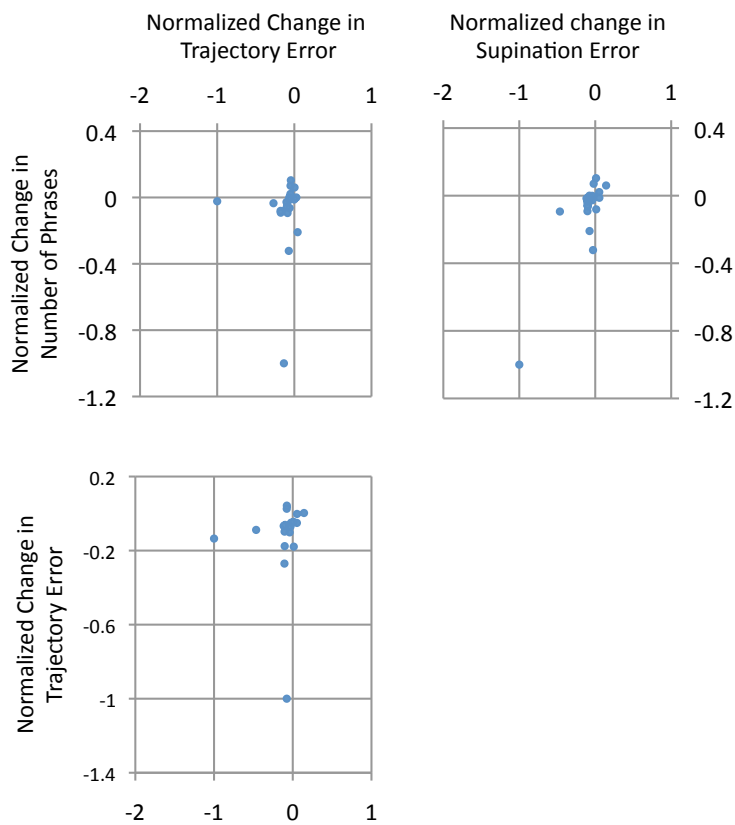 Normalized Change in
Trajectory Error
Normalized change in
Supination Error
-2 -1 0 1
-2 -1 0 1
Normalized Change in
Number of Phrases
0.4
0
-0.4
-0.8
-1.2
0.4
0
-0.4
-0.8
-1.2
Normalized Change in
Trajectory Error
0.2
-0.2
-0.6
-1
-1.4
-2 -1 0 1